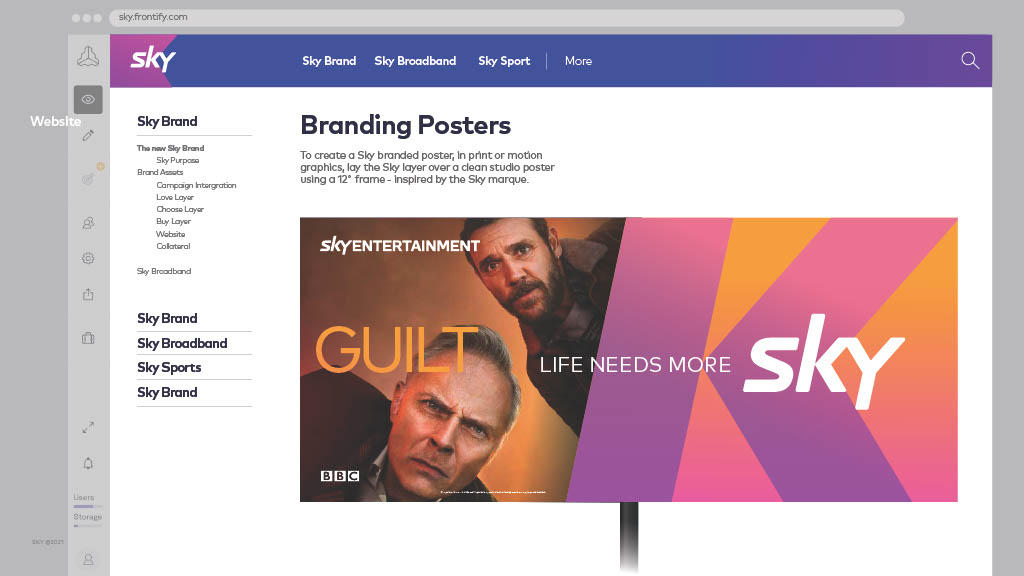 sky.frontify.com
sky
Sky Brand
Sky Broadband
Sky Sport
More
Website
Sky Brand
The new Sky Brand
Sky Purpose
Brand Assets
Campaign Intergration
Love Layer
Choose Layer
Buy Layer
Website
Collateral
Sky Broadband
Sky Brand
Sky Broadband
Sky Sports
Sky Brand
Users
Storage
SKY @2021
Branding Posters
To create a Sky branded poster, in print or motion
graphics, lay the Sky layer over a clean studio poster
using a 12° frame - inspired by the Sky marque.
sky ENTERTAINMENT
GUILT
LIFE NEEDS MORE
sky
BBC